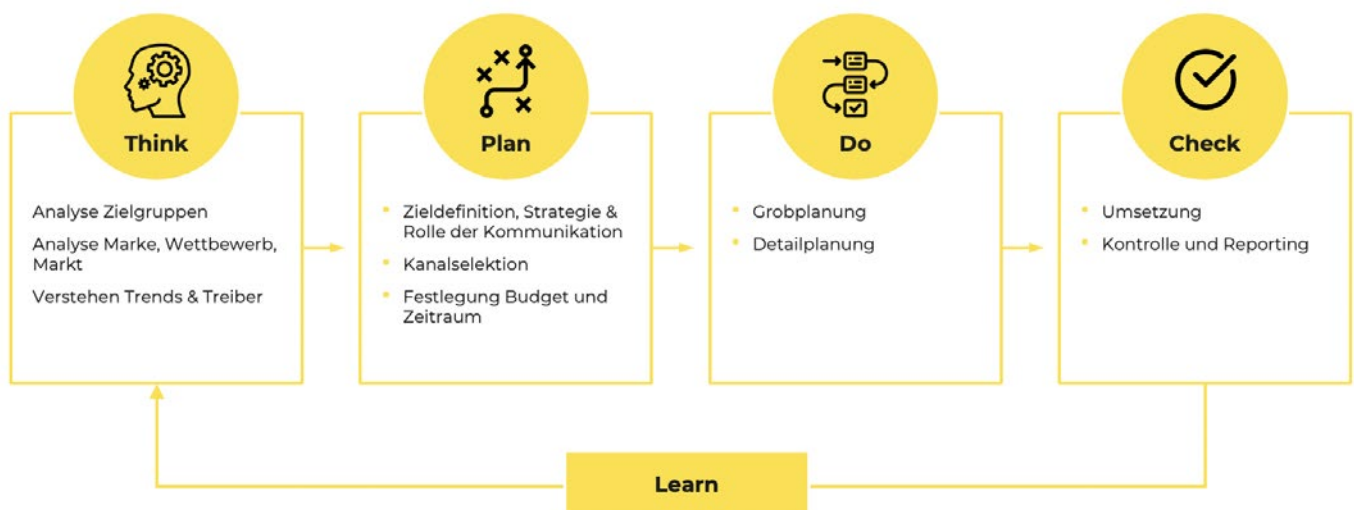 Think
Analyse Zielgruppen
Analyse Marke, Wettbewerb,
Markt
Verstehen Trends & Treiber
Plan
Zieldefinition, Strategie &
Rolle der Kommunikation
Kanalselektion
Festlegung Budget und
Zeitraum
Do
Grobplanung
Detailplanung
Check
Umsetzung
Kontrolle und Reporting
Learn